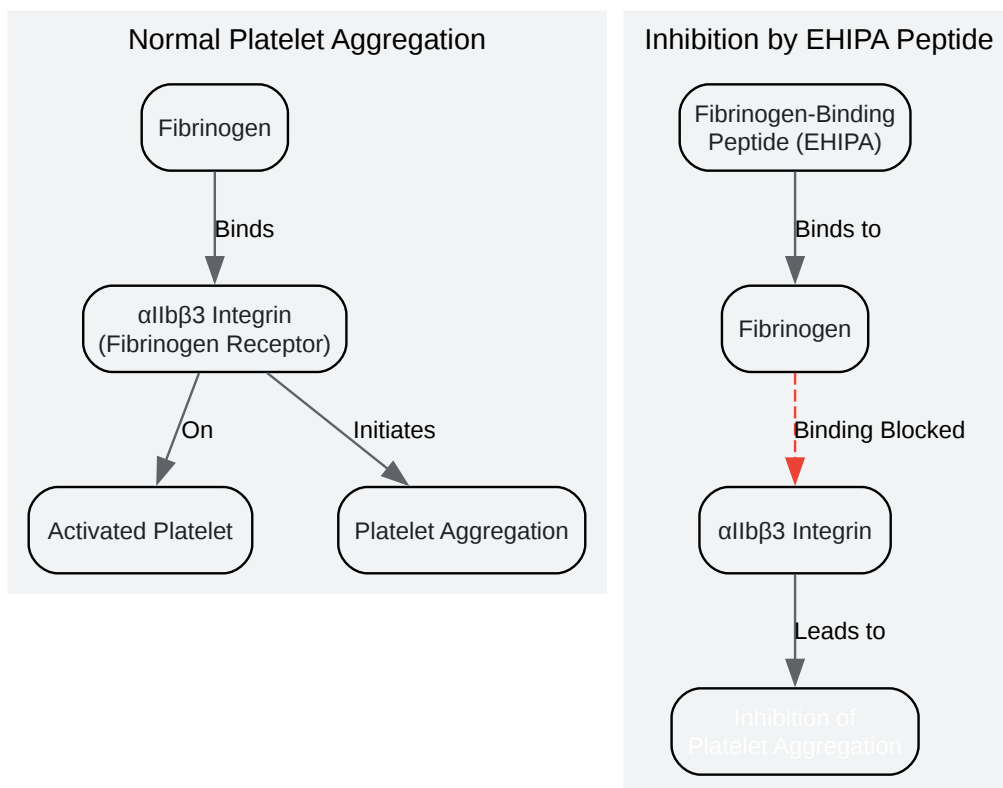 Normal Platelet Aggregation
Fibrinogen
Binds
αIIbβ3 Integrin
(Fibrinogen Receptor)
On
Initiates
Activated Platelet
Platelet Aggregation
Inhibition by EHIPA Peptide
Fibrinogen-Binding
Peptide (EHIPA)
Binds to
Fibrinogen
Binding Blocked
αIIbβ3 Integrin
Leads to
Inhibition of
Platelet Aggregation